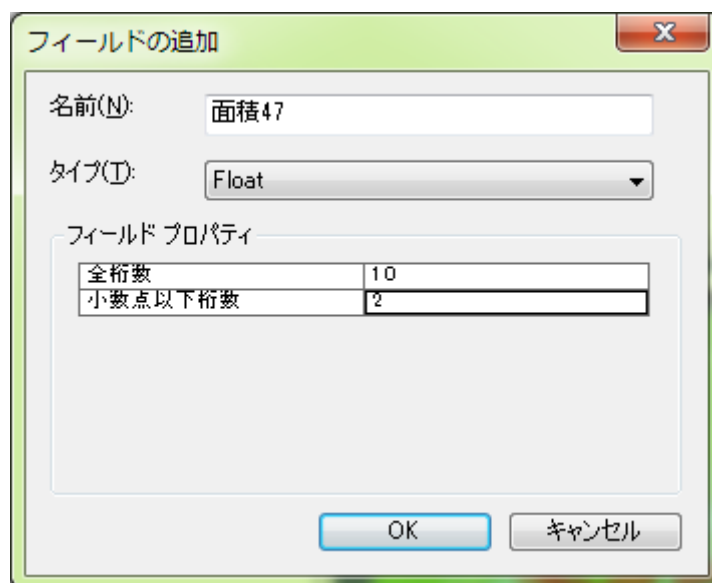 フィールドの追加
名前(N): 面積47
タイプ(T): Float
フィールド プロパティ
全桁数 10
小数点以下桁数 2
OK キャンセル